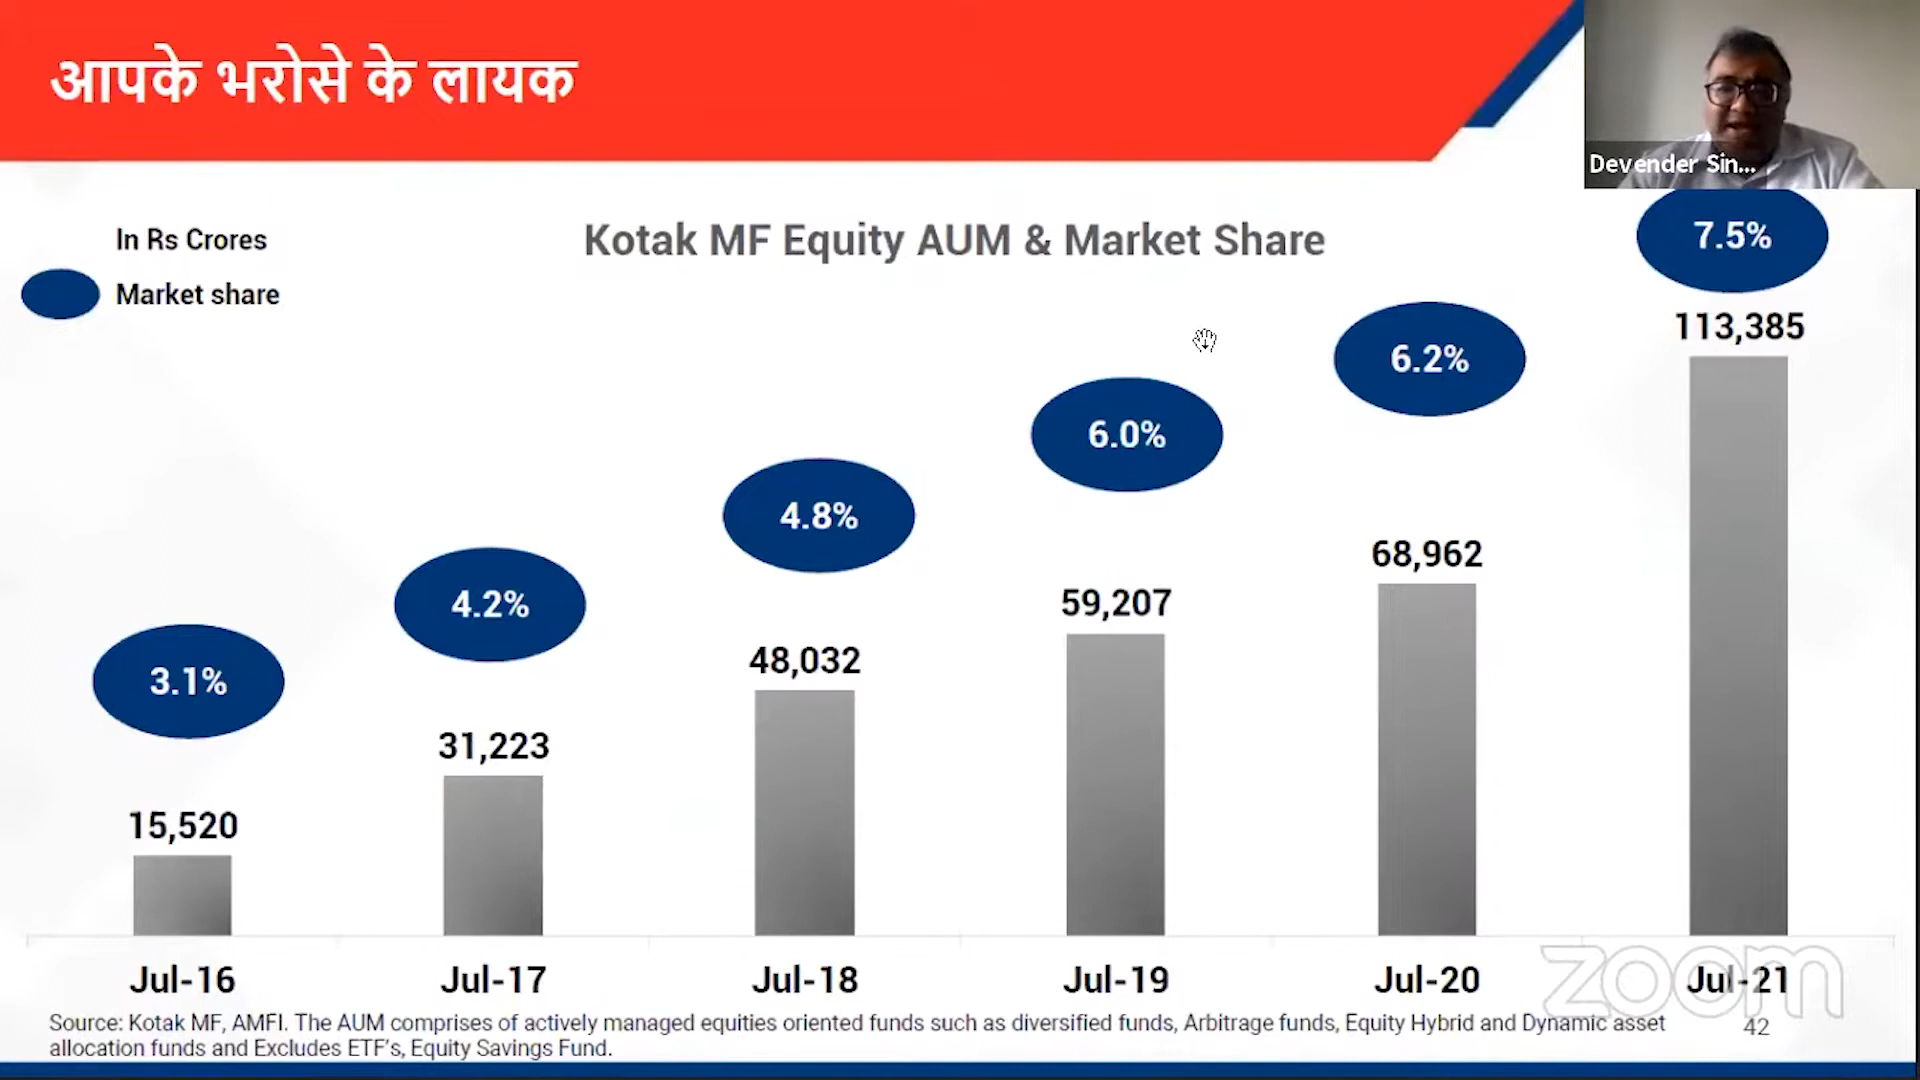 आपके भरोसे के लायक
Devender Sin...
In Rs Crores
Market share
Kotak MF Equity AUM & Market Share
7.5%
113,385
6.2%
6.0%
68,962
4.8%
59,207
4.2%
48,032
3.1%
31,223
15,520
Jul-16 Jul-17 Jul-18 Jul-19 Jul-20 Jul-21
zoom
Source: Kotak MF, AMFI. The AUM comprises of actively managed equities oriented funds such as diversified funds, Arbitrage funds, Equity Hybrid and Dynamic asset
allocation funds and Excludes ETF's, Equity Savings Fund.
42